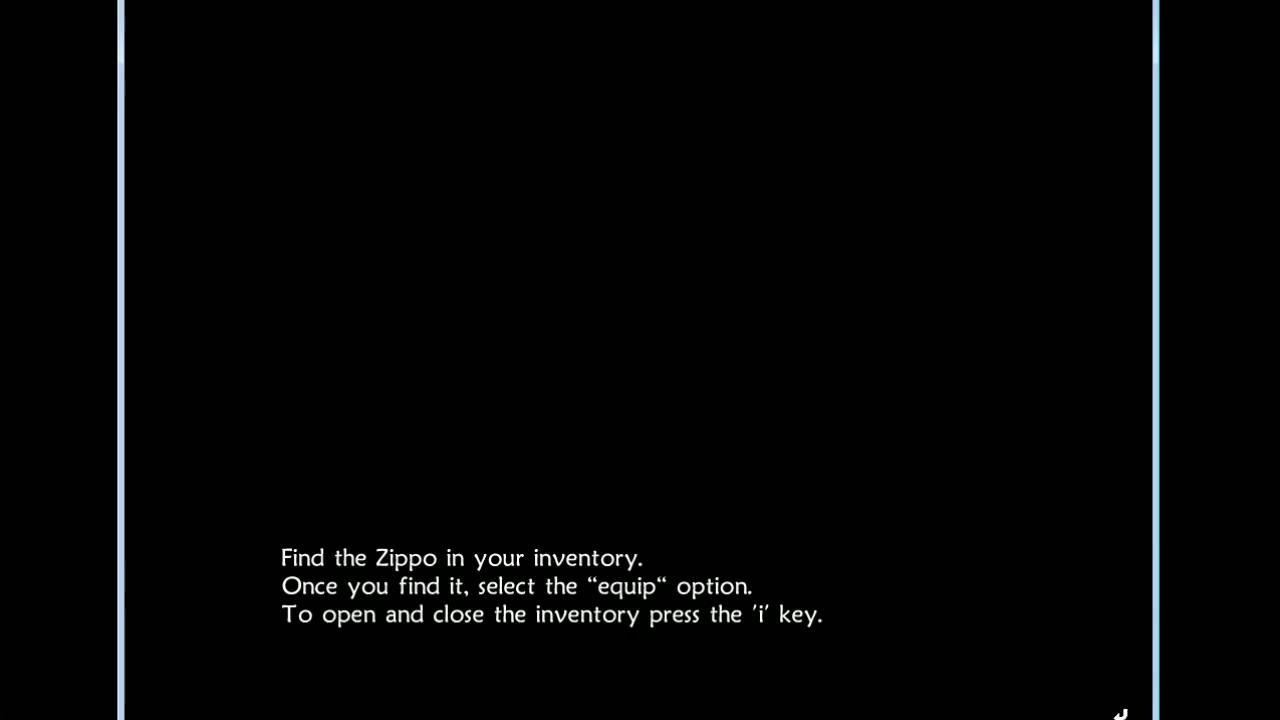 Find the Zippo in your inventory.
Once you find it, select the “equip“ option.
To open and close the inventory press the 'i' key.